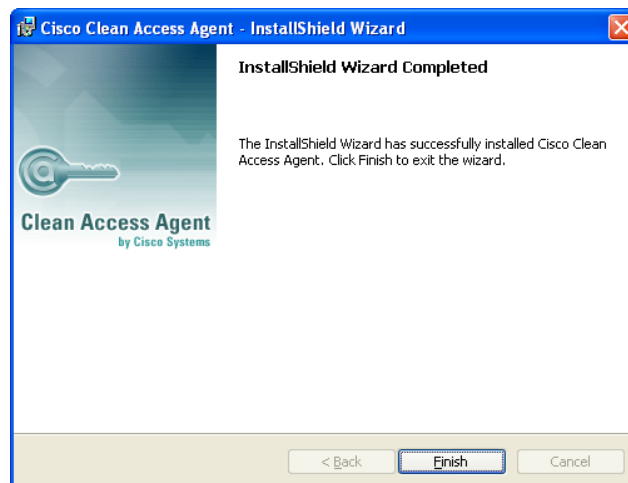 Cisco Clean Access Agent - InstallShield Wizard
InstallShield Wizard Completed
The InstallShield Wizard has successfully installed Cisco Clean
Access Agent. Click Finish to exit the wizard.
Clean Access Agent
by Cisco Systems
< Back
Finish
Cancel